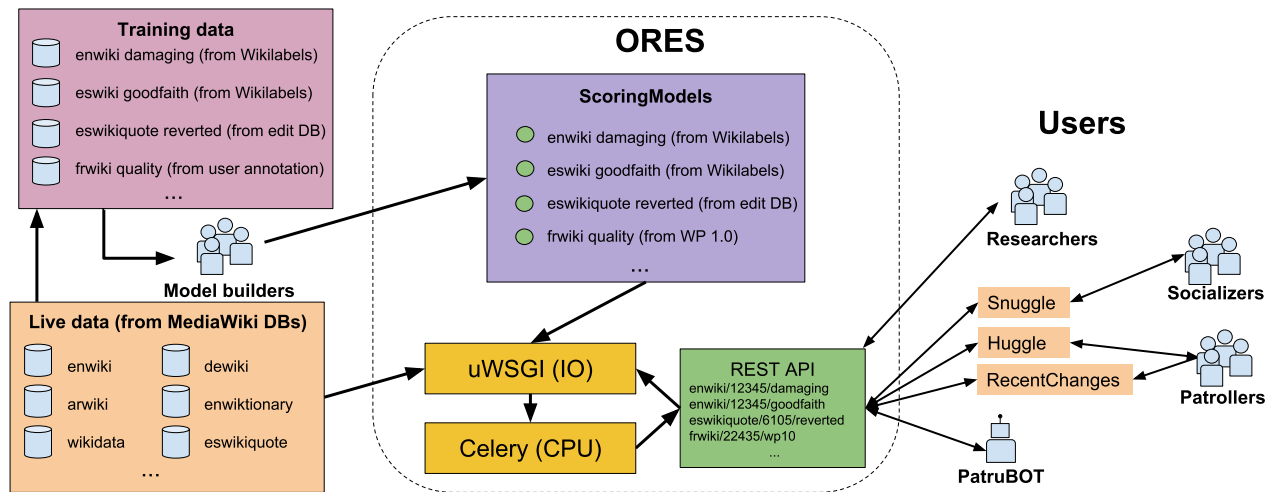 Training data
enwiki damaging (from Wikilabels)
eswiki goodfaith (from Wikilabels)
eswikiquote reverted (from edit DB)
frwiki quality (from user annotation)
...
Model builders
Live data (from MediaWiki DBs)
enwiki
dewiki
arwiki
enwiktionary
wikidata
eswikiquote
...
ORES
ScoringModels
enwiki damaging (from Wikilabels)
eswiki goodfaith (from Wikilabels)
eswikiquote reverted (from edit DB)
frwiki quality (from WP 1.0)
...
uWSGI (IO)
Celery (CPU)
REST API
enwiki/12345/damaging
enwiki/12345/goodfaith
eswikiquote/6105/reverted
frwiki/22435/wp10
...
Users
Researchers
Snuggle
Socializers
Huggle
RecentChanges
Patrollers
PatruBOT